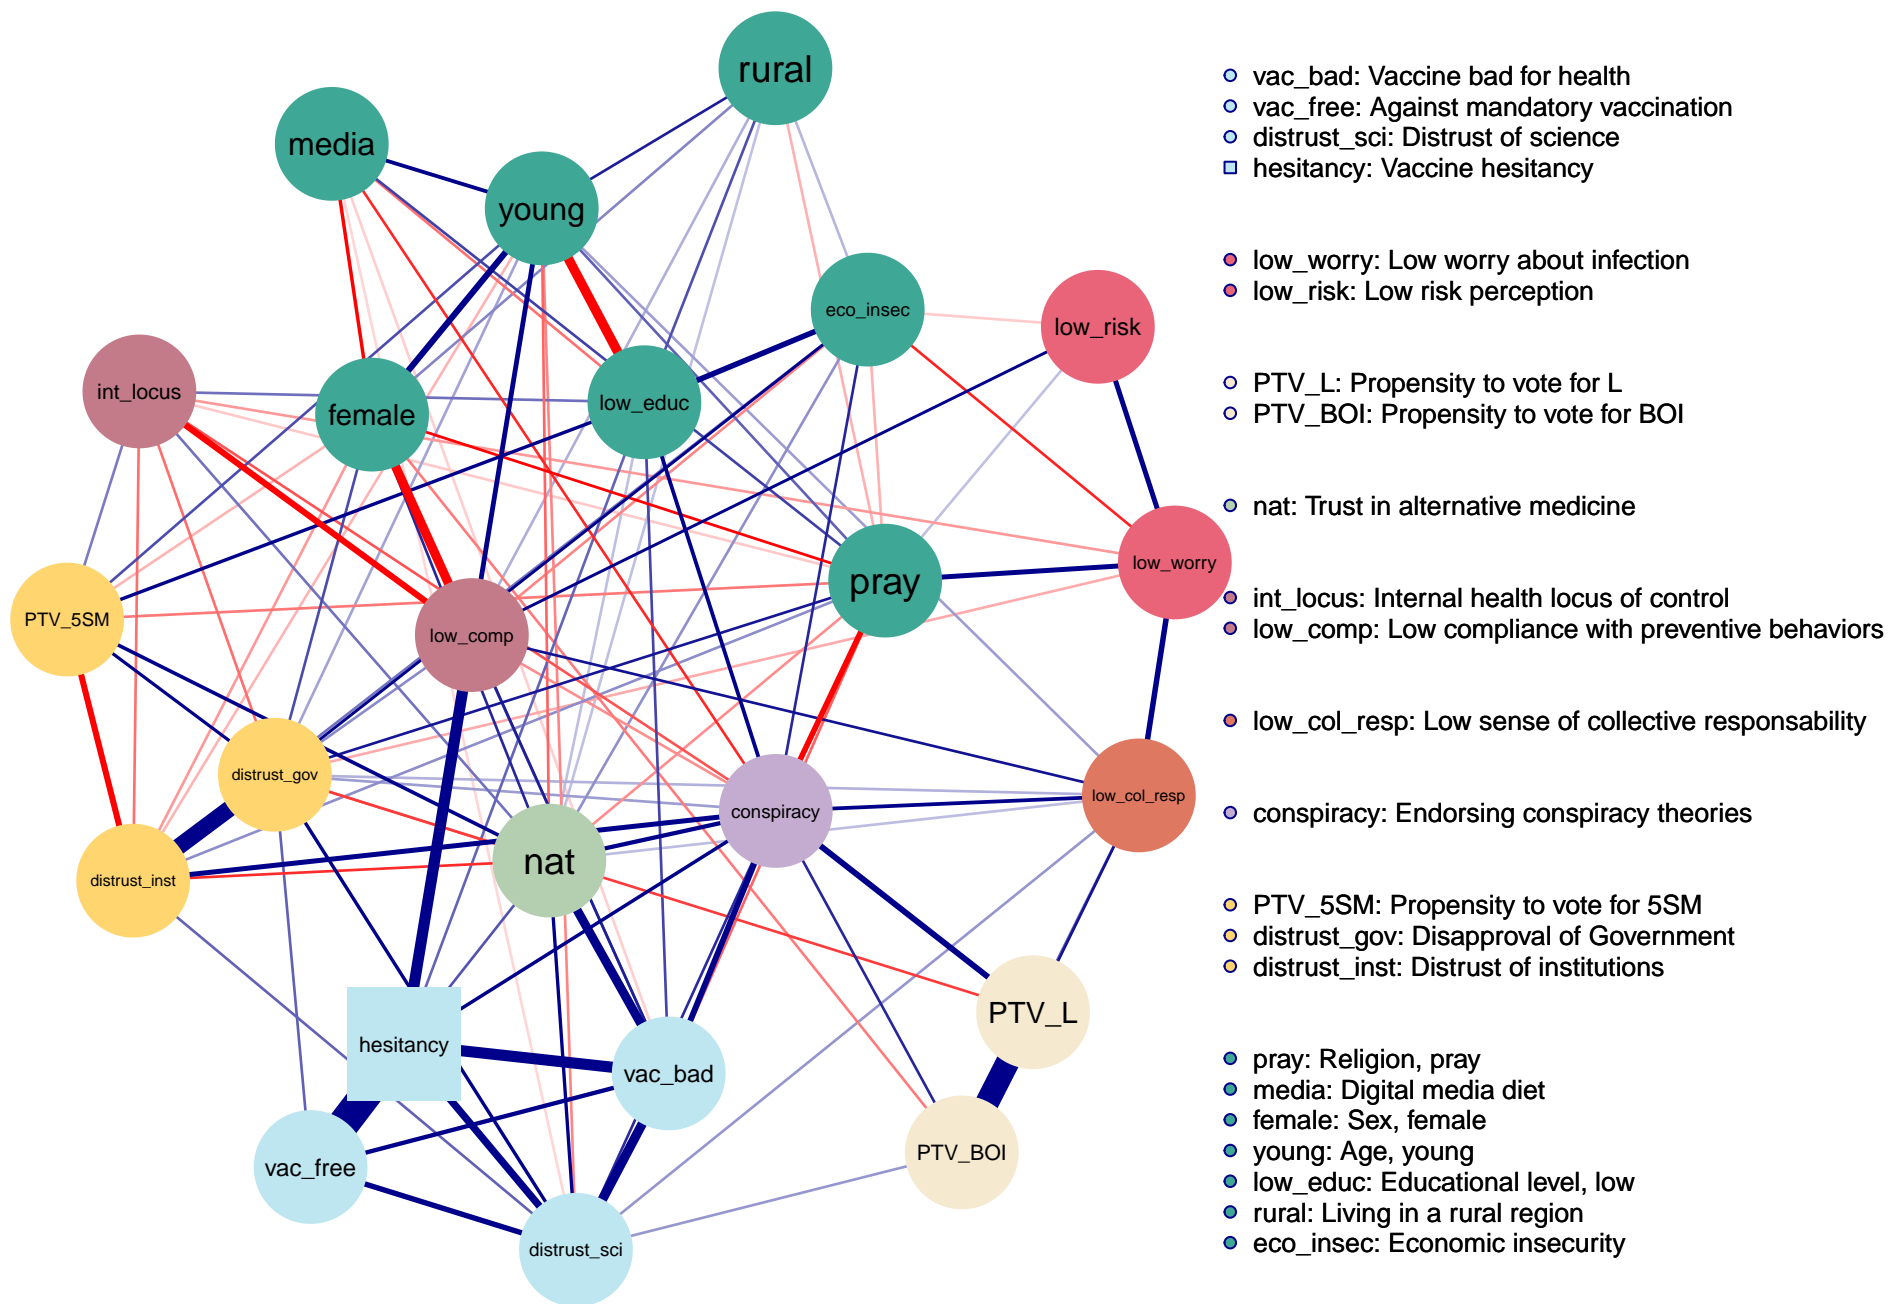 rural
media
young
eco_insec
low_risk
int_locus
female
low_educ
low_worry
pray
PTV_5SM
low_comp
distrust_gov
low_col_resp
conspiracy
nat
distrust_inst
PTV_L
hesitancy
vac_bad
PTV_BOI
vac_free
distrust_sci
vac_bad: Vaccine bad for health
vac_free: Against mandatory vaccination
distrust_sci: Distrust of science
hesitancy: Vaccine hesitancy
low_worry: Low worry about infection
low_risk: Low risk perception
PTV_L: Propensity to vote for L
PTV_BOI: Propensity to vote for BOI
nat: Trust in alternative medicine
int_locus: Internal health locus of control
low_comp: Low compliance with preventive behaviors
low_col_resp: Low sense of collective responsability
conspiracy: Endorsing conspiracy theories
PTV_5SM: Propensity to vote for 5SM
distrust_gov: Disapproval of Government
distrust_inst: Distrust of institutions
pray: Religion, pray
media: Digital media diet
female: Sex, female
young: Age, young
low_educ: Educational level, low
rural: Living in a rural region
eco_insec: Economic insecurity